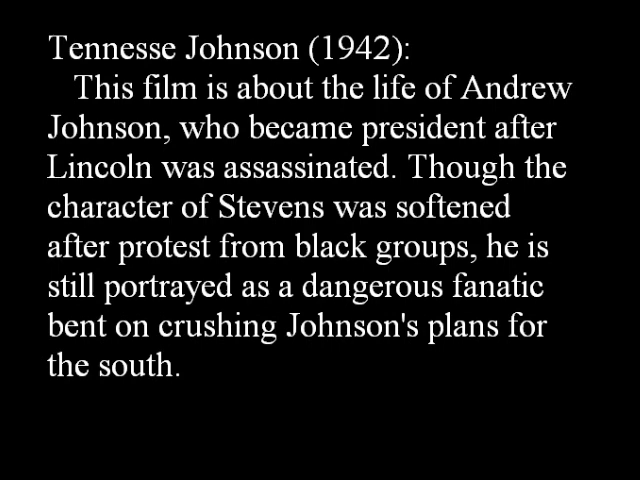 Tennesse Johnson (1942):
This film is about the life of Andrew
Johnson, who became president after
Lincoln was assassinated. Though the
character of Stevens was softened
after protest from black groups, he is
still portrayed as a dangerous fanatic
bent on crushing Johnson's plans for
the south.